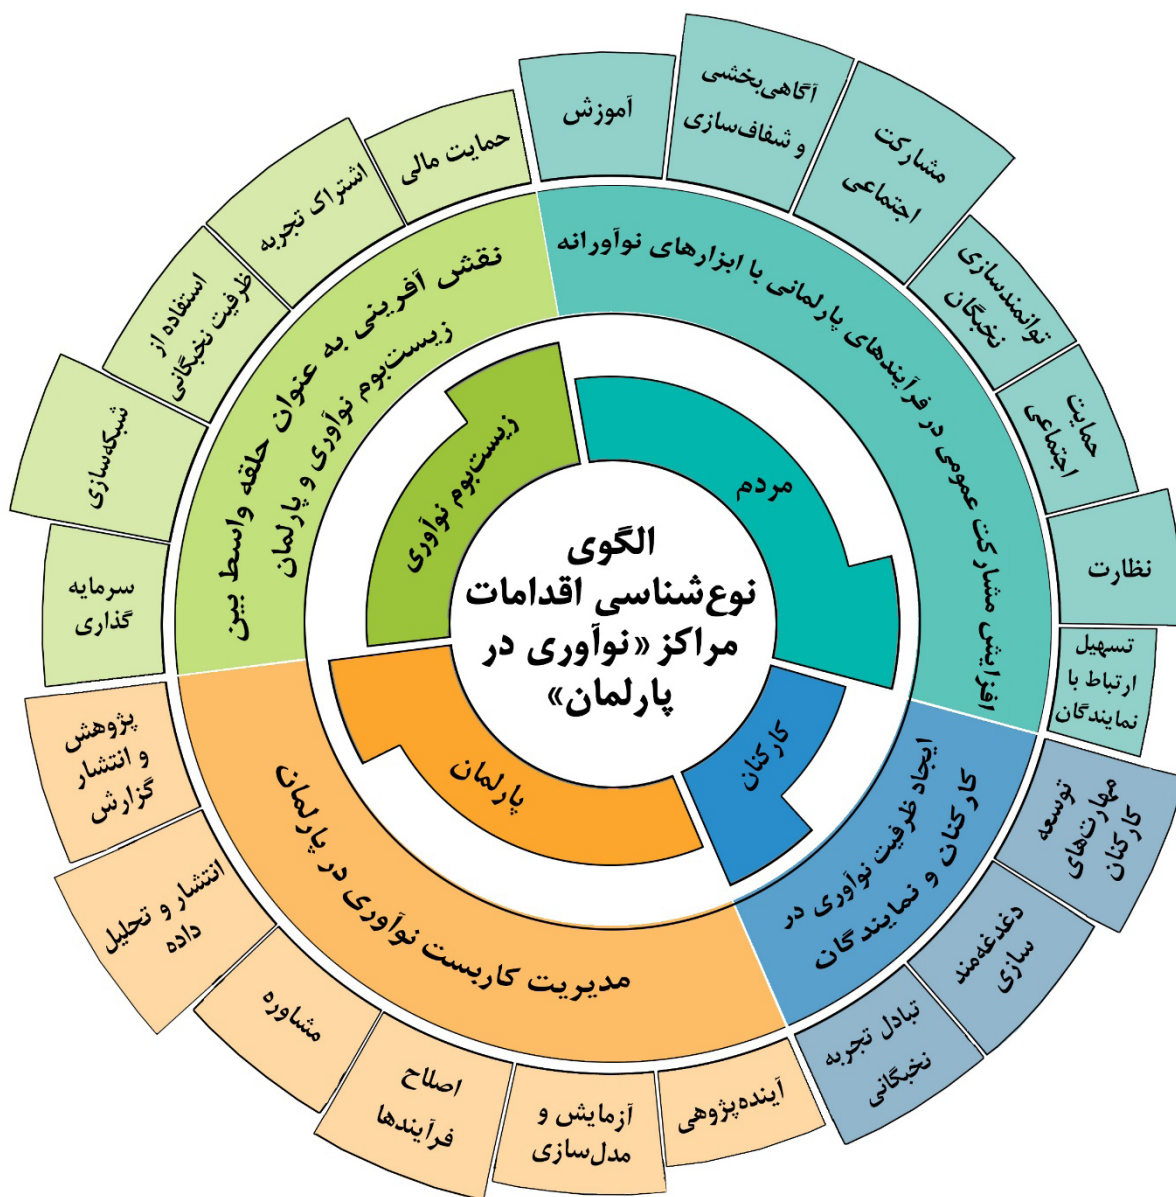 الگوی
نوع‌شناسی اقدامات
مراکز «نوآوری در
پارلمان»
مردم
کارکنان
پارلمان
زیست‌بوم نوآوری
افزایش مشارکت عمومی در فرآیندهای پارلمانی با ابزارهای نوآورانه
ایجاد ظرفیت نوآوری در
کارکنان و نمایندگان
مدیریت کاربست نوآوری در پارلمان
نقش آفرینی به عنوان حلقه واسط بین
زیست‌بوم نوآوری و پارلمان
آموزش
آگاهی‌بخشی
و شفاف‌سازی
مشارکت
اجتماعی
توانمندسازی
نخبگان
حمایت
اجتماعی
نظارت
تسهیل
ارتباط با
نمایندگان
توسعه
مهارت‌های
کارکنان
دغدغه‌مند
سازی
تبادل تجربه
نخبگانی
آینده‌پژوهی
آزمایش و
مدل‌سازی
اصلاح
فرآیندها
مشاوره
انتشار و تحلیل
داده
پژوهش
و انتشار
گزارش
سرمایه
گذاری
شبکه‌سازی
استفاده از
ظرفیت نخبگانی
اشتراک تجربه
حمایت مالی